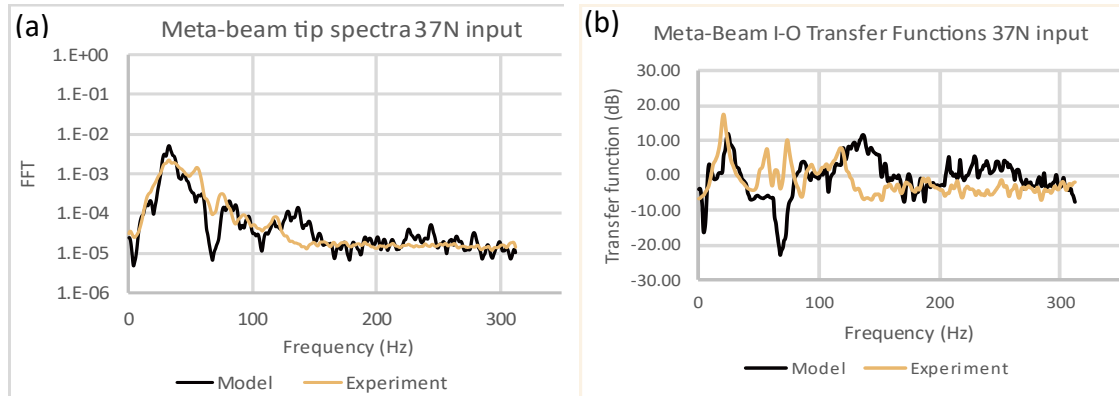 (a)
Meta-beam tip spectra 37N input
1.E+00
1.E-01
1.E-02
1.E-03
1.E-04
1.E-05
1.E-06
FFT
0 100 200 300
Frequency (Hz)
Model Experiment
(b)
Meta-Beam I-O Transfer Functions 37N input
30.00
20.00
10.00
0.00
-10.00
-20.00
-30.00
Transfer function (dB)
0 100 200 300
Frequency (Hz)
Model Experiment